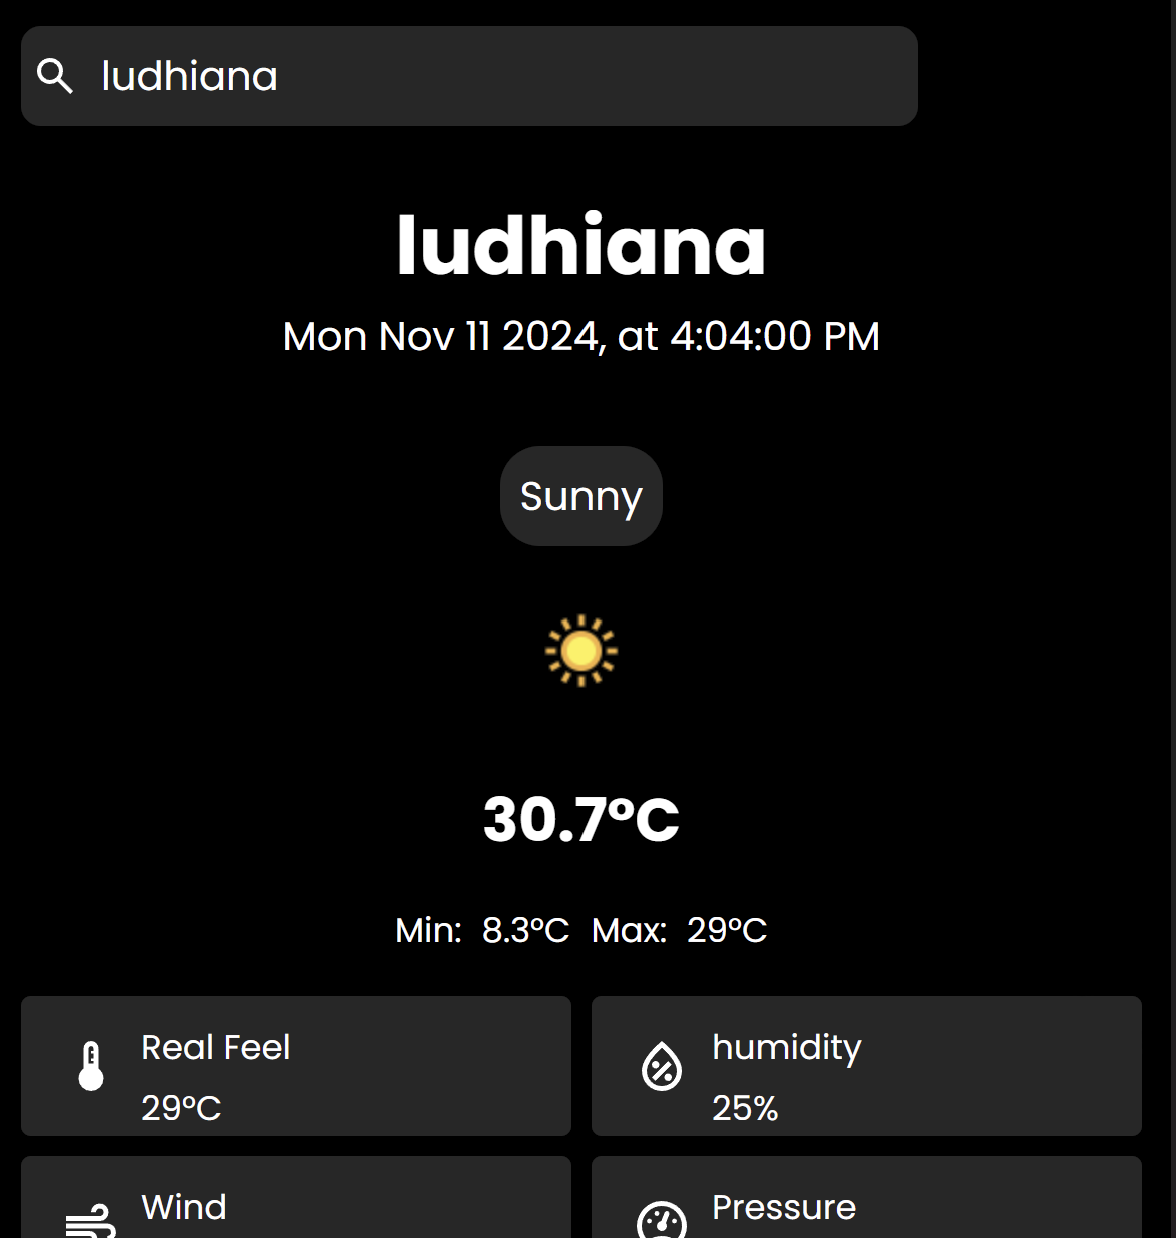 ludhiana
ludhiana
Mon Nov 11 2024, at 4:04:00 PM
Sunny
30.7°C
Min: 8.3°C Max: 29°C
Real Feel
29°C
humidity
25%
Wind
Pressure